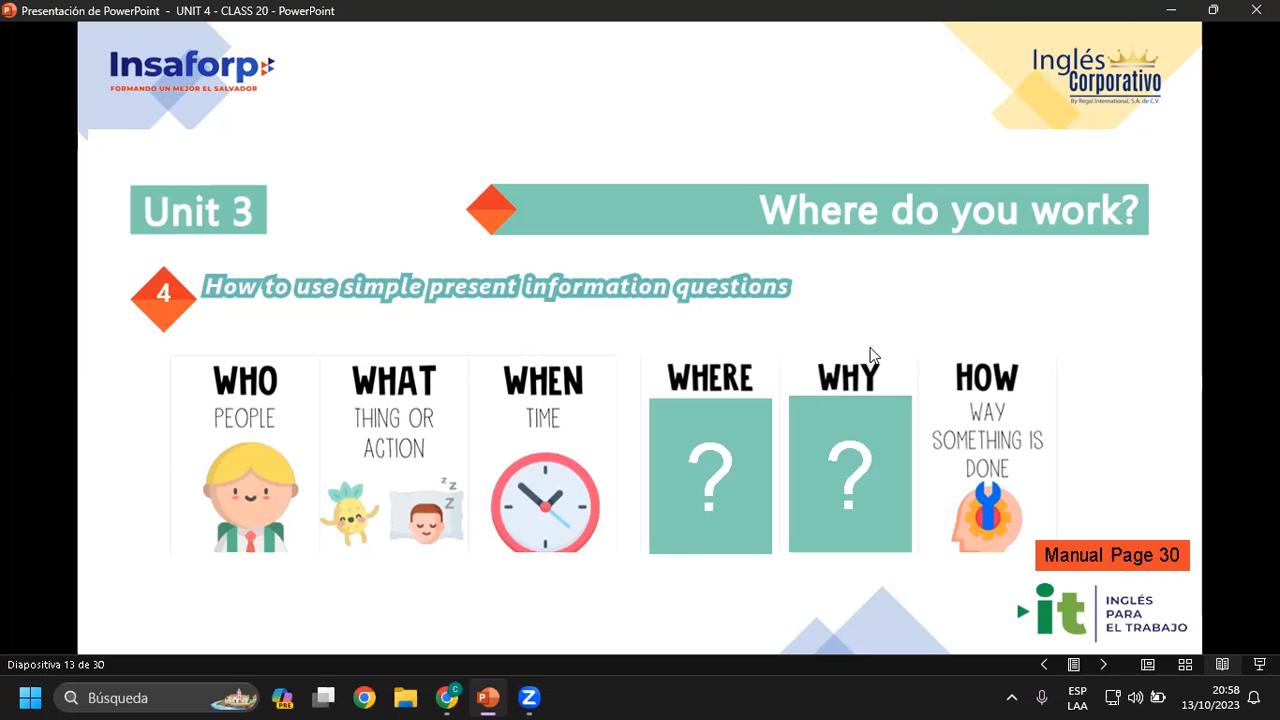 Presentación de PowerPoint - UNIT 4 - CLASS 20 - PowerPoint
Insaforp
FORMANDO UN MEJOR EL SALVADOR
Inglés
Corporativo
By Regal International, S.A. de C.V.
Unit 3
Where do you work?
4
How to use simple present information questions
WHO
PEOPLE
WHAT
THING OR
ACTION
z z
Z
WHEN
TIME
WHERE
?
WHY
?
HOW
WAY
SOMETHING IS
DONE
Manual Page 30
it
INGLÉS
PARA
EL TRABAJO
Diapositiva 13 de 30
Búsqueda
PRE
C
ESP
LAA
20:58
13/10/2023